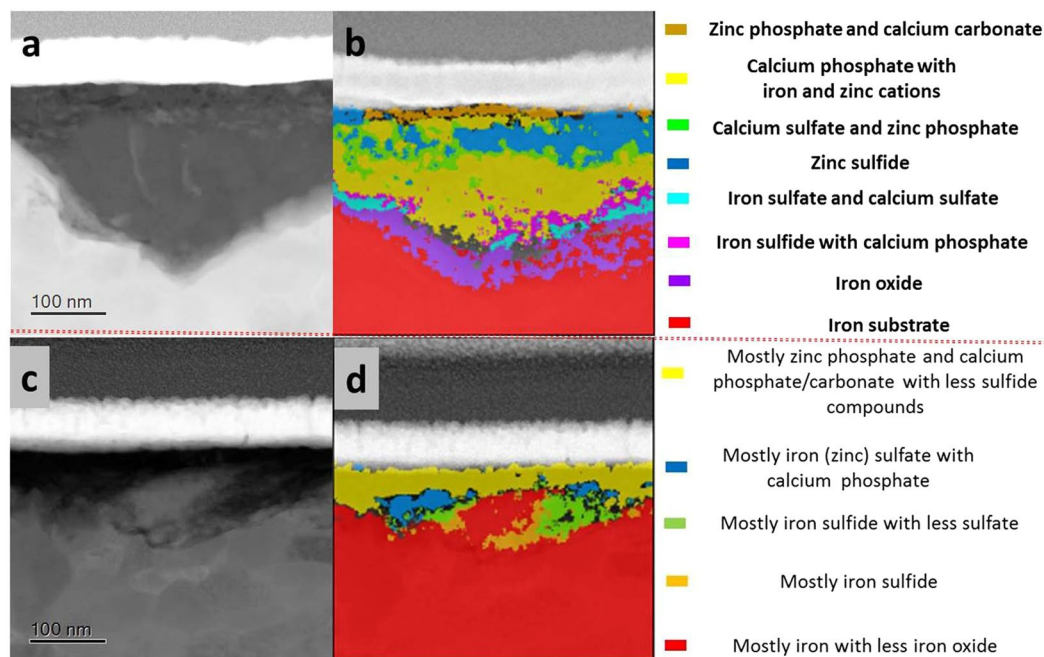 a
b
100 nm
Zinc phosphate and calcium carbonate
Calcium phosphate with
iron and zinc cations
Calcium sulfate and zinc phosphate
Zinc sulfide
Iron sulfate and calcium sulfate
Iron sulfide with calcium phosphate
Iron oxide
Iron substrate
c
d
100 nm
Mostly zinc phosphate and calcium
phosphate/carbonate with less sulfide
compounds
Mostly iron (zinc) sulfate with
calcium phosphate
Mostly iron sulfide with less sulfate
Mostly iron sulfide
Mostly iron with less iron oxide